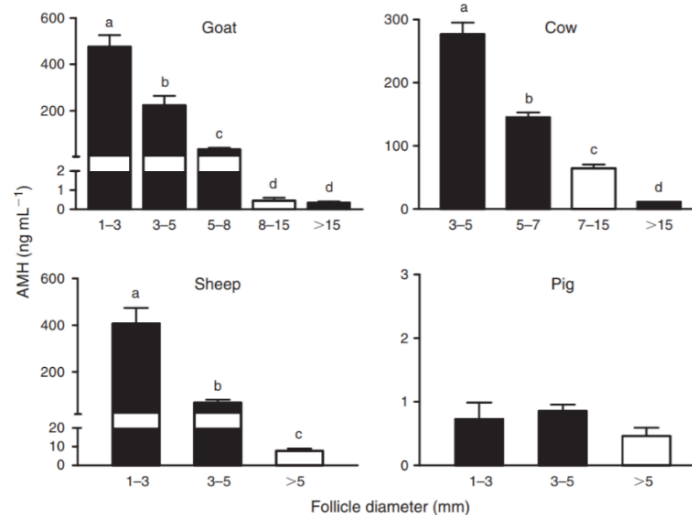 Goat
600
400
200
2
1
0
a
b
c
d
d
1–3
3–5
5–8
8–15
>15
Cow
300
200
100
0
a
b
c
d
3–5
5–7
7–15
>15
AMH (ng mL⁻¹)
Sheep
600
400
200
20
10
0
a
b
c
1–3
3–5
>5
Pig
3
2
1
0
1–3
3–5
>5
Follicle diameter (mm)